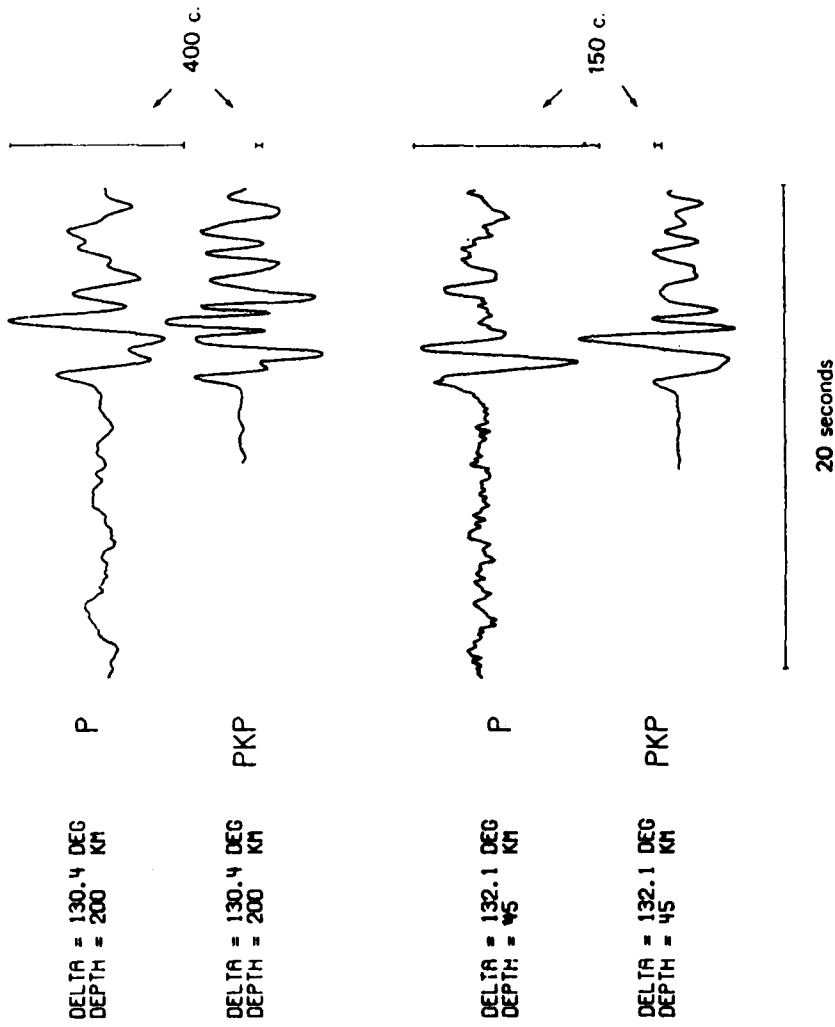 DELTA = 130.4 DEG
DEPTH = 200 KM
P
DELTA = 130.4 DEG
DEPTH = 200 KM
PKP
400 c.
DELTA = 132.1 DEG
DEPTH = 45 KM
P
DELTA = 132.1 DEG
DEPTH = 45 KM
PKP
150 c.
20 seconds